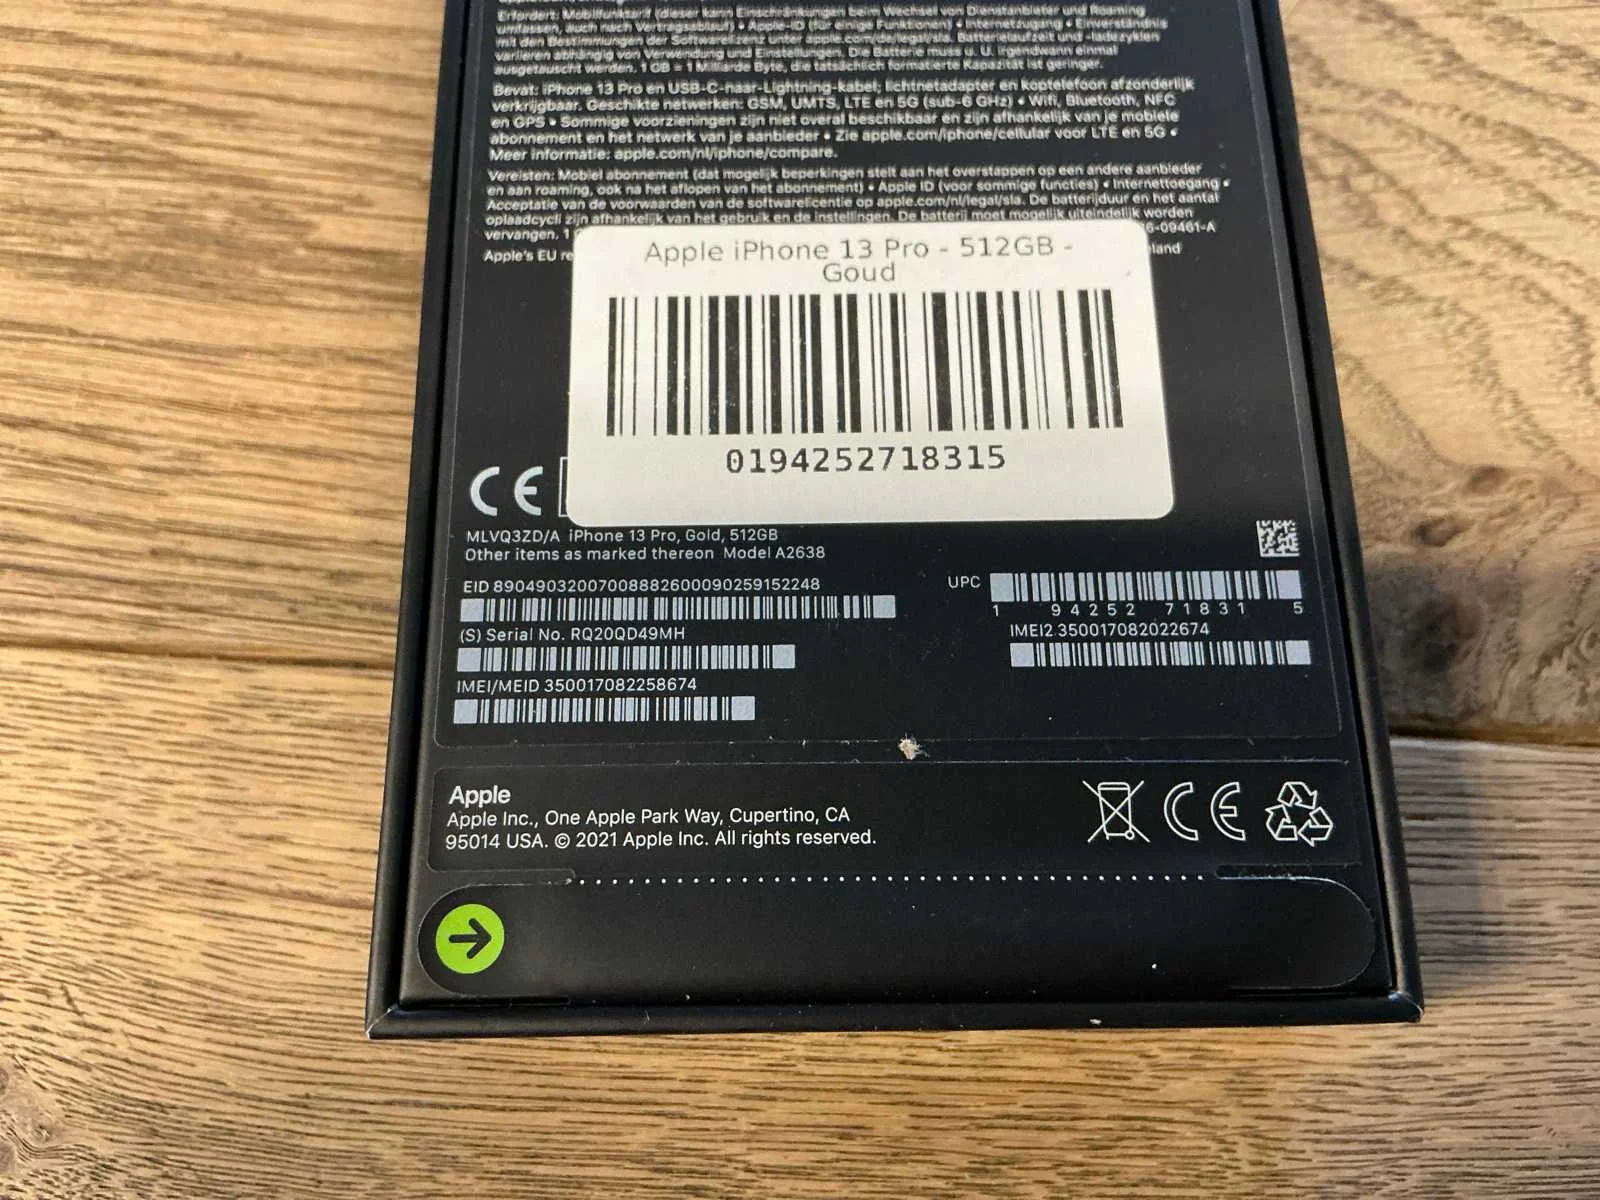 Erfordert: Mobilfunktarif (dieser kann Einschränkungen beim Wechsel von Dienstanbieter und Roaming
umfassen, auch nach Vertragsablauf) • Apple-ID (für einige Funktionen) • Internetzugang • Einverständnis
mit den Bestimmungen der Softwarelizenz unter apple.com/de/legal/sla. Batterielaufzeit und -ladezyklen
variieren abhängig von Verwendung und Einstellungen. Die Batterie muss u. U. irgendwann einmal
ausgetauscht werden. 1 GB = 1 Milliarde Byte, die tatsächlich formatierte Kapazität ist geringer.
Bevat: iPhone 13 Pro en USB-C-naar-Lightning-kabel; lichtnetadapter en koptelefoon afzonderlijk
verkrijgbaar. Geschikte netwerken: GSM, UMTS, LTE en 5G (sub-6 GHz) • Wifi, Bluetooth, NFC
en GPS • Sommige voorzieningen zijn niet overal beschikbaar en zijn afhankelijk van je mobiele
abonnement en het netwerk van je aanbieder • Zie apple.com/iphone/cellular voor LTE en 5G •
Meer informatie: apple.com/nl/iphone/compare.
Vereisten: Mobiel abonnement (dat mogelijk beperkingen stelt aan het overstappen op een andere aanbieder
en aan roaming, ook na het aflopen van het abonnement) • Apple ID (voor sommige functies) • Internettoegang •
Acceptatie van de voorwaarden van de softwarelicentie op apple.com/nl/legal/sla. De batterijduur en het aantal
oplaadcycli zijn afhankelijk van het gebruik en de instellingen. De batterij moet mogelijk uiteindelijk worden
vervangen. 1 6-09461-A
Apple's EU re land
Apple iPhone 13 Pro - 512GB -
Goud
0194252718315
CE
MLVQ3ZD/A iPhone 13 Pro, Gold, 512GB
Other items as marked thereon Model A2638
EID 89049032007008882600090259152248
UPC
1 94252 71831 5
(S) Serial No. RQ20QD49MH
IMEI2 350017082022674
IMEI/MEID 350017082258674
Apple
Apple Inc., One Apple Park Way, Cupertino, CA
95014 USA. © 2021 Apple Inc. All rights reserved.
CE